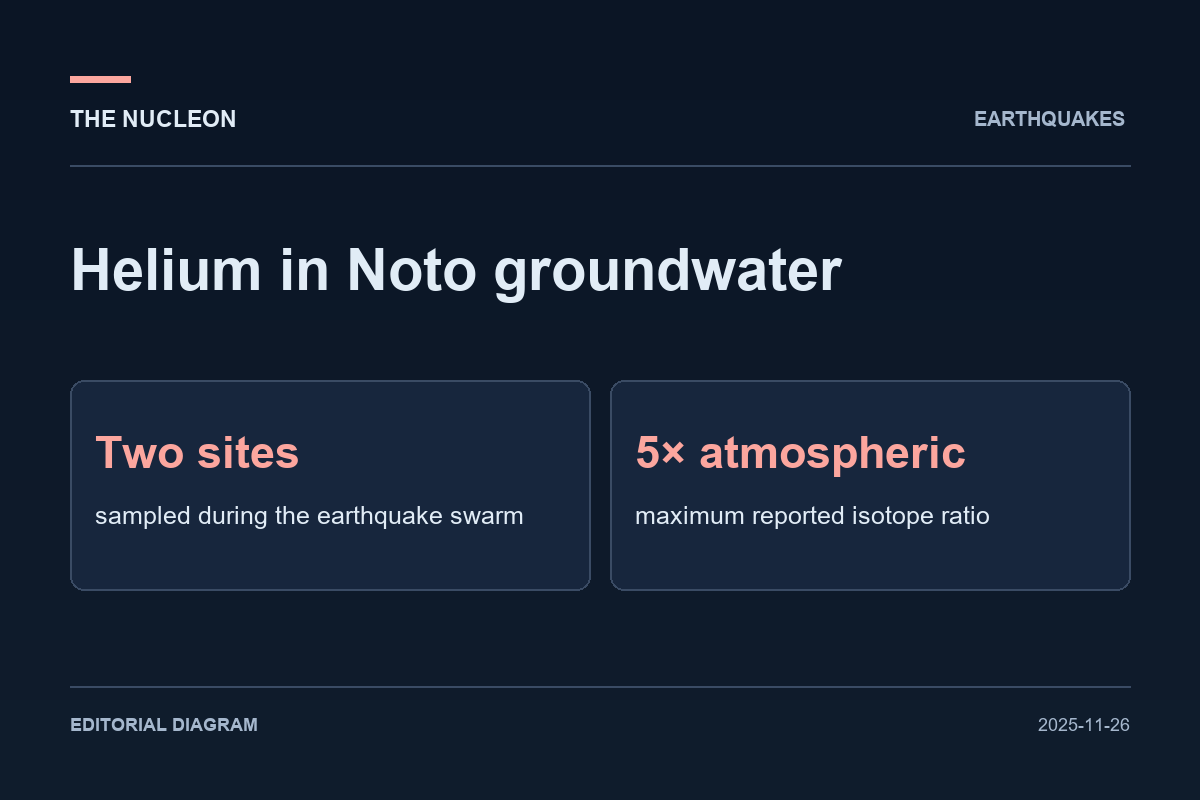 THE NUCLEON
EARTHQUAKES
Helium in Noto groundwater
Two sites
sampled during the earthquake swarm
5× atmospheric
maximum reported isotope ratio
EDITORIAL DIAGRAM
2025-11-26